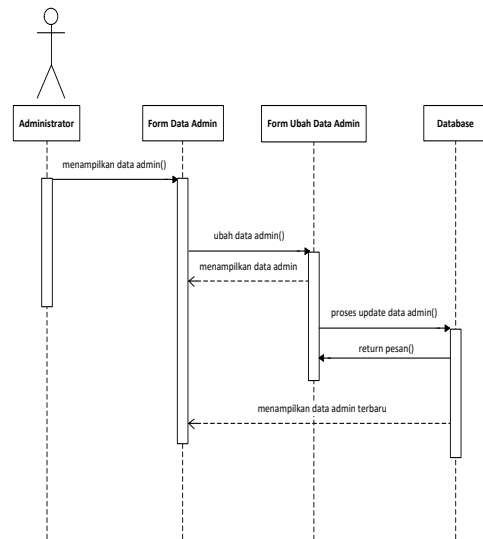 Administrator
Form Data Admin
Form Ubah Data Admin
Database
menampilkan data admin()
ubah data admin()
menampilkan data admin
proses update data admin()
return pesan()
menampilkan data admin terbaru